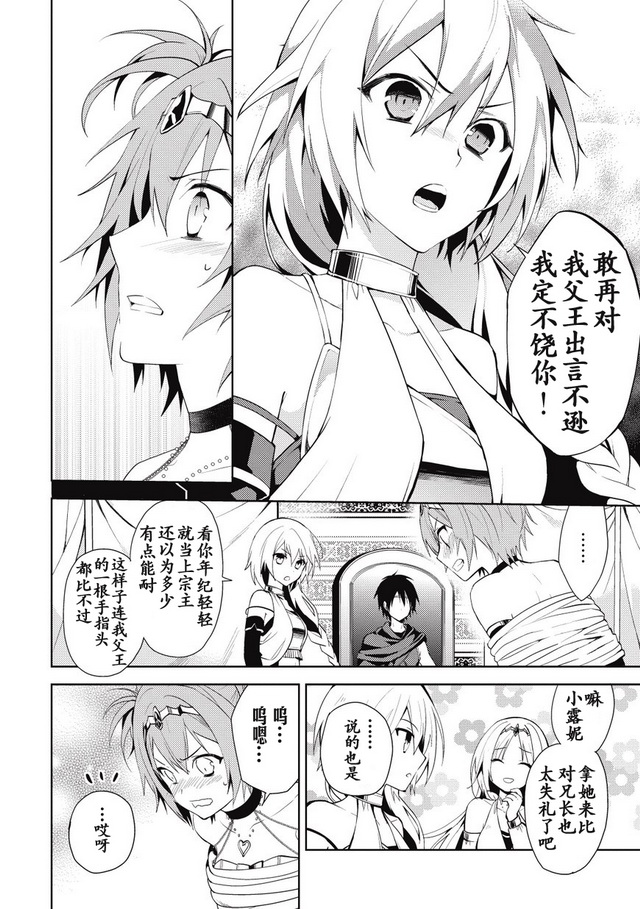 敢再对
我父王出言不逊
我定不饶你！
……
看你年纪轻轻
就当上宗主
还以为多少
有点能耐
这样子连我父王
的一根手指头
都比不过
嘛
小露妮
拿她来比
对兄长也
太失礼了吧
……
说的也是
呜、
呜嗯…
…
哎呀